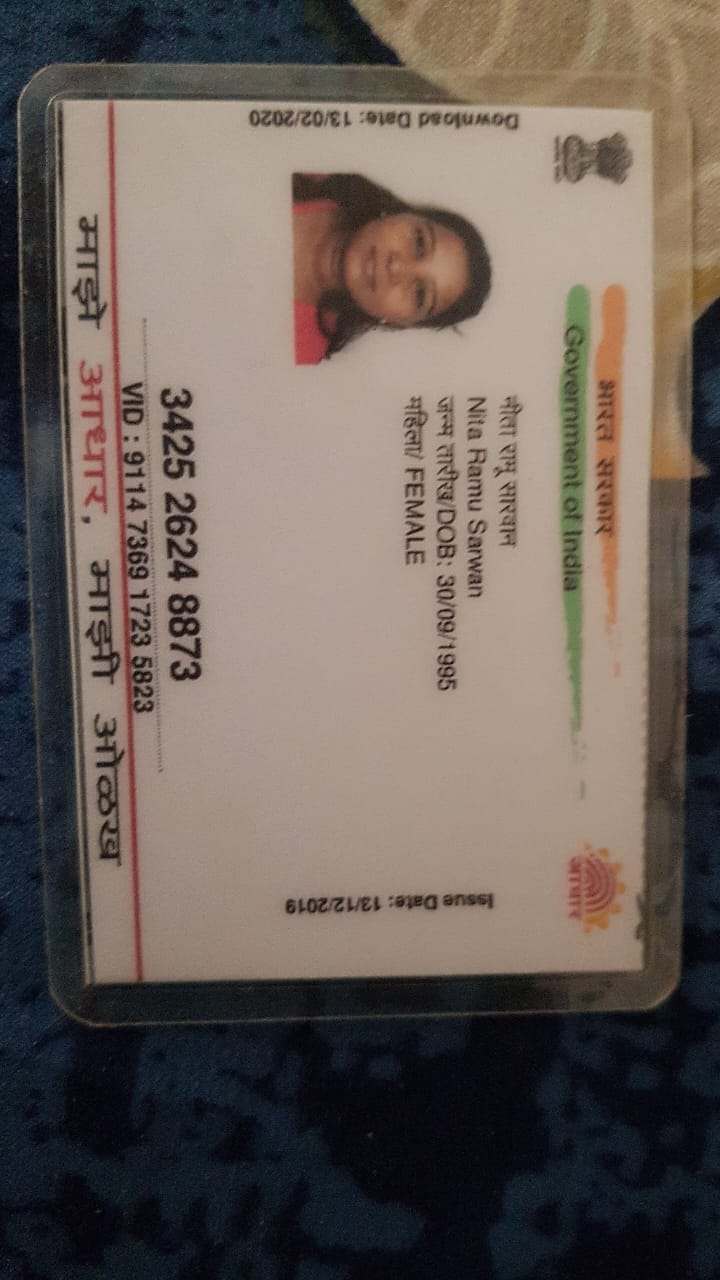 भारत सरकार
Government of India
Download Date: 13/02/2020
नीता रामू सारवान
Nita Ramu Sarwan
जन्म तारीख/DOB: 30/09/1995
महिला/ FEMALE
Issue Date: 13/12/2019
आधार
3425 2624 8873
VID : 9114 7369 1723 5823
माझे आधार, माझी ओळख